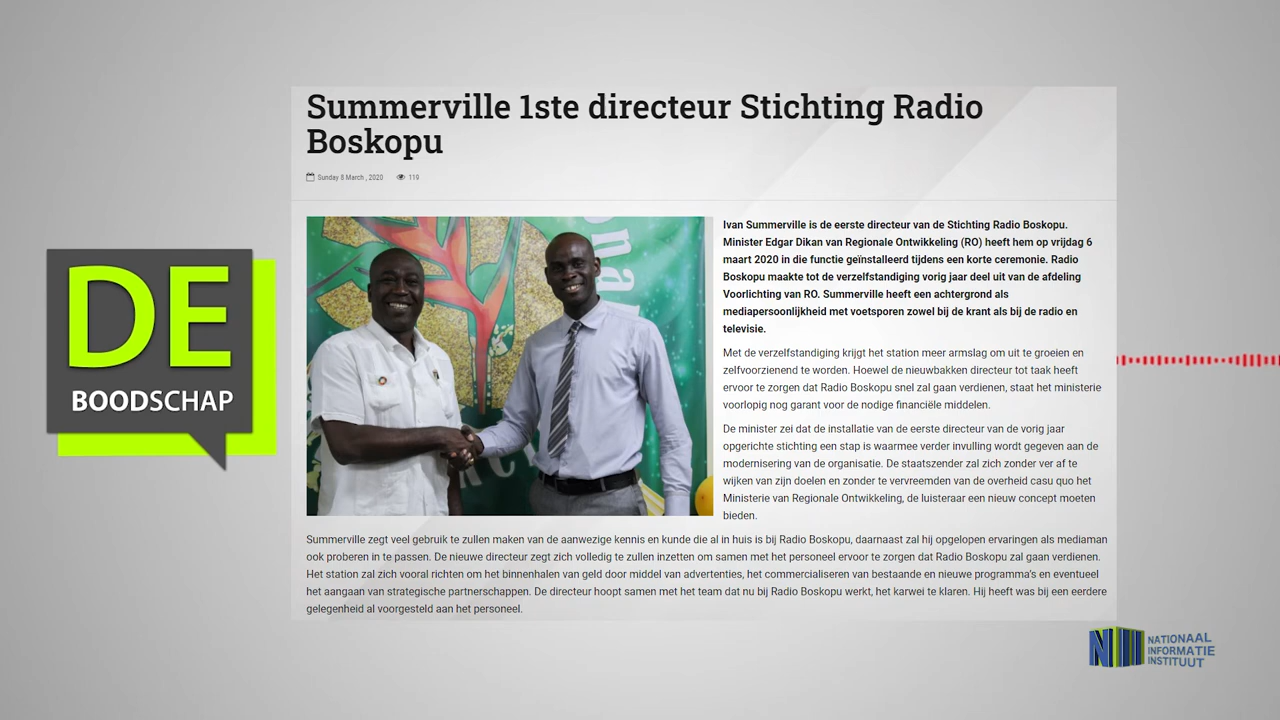 Summerville 1ste directeur Stichting Radio
Boskopu
Sunday 8 March , 2020 119
DE
BOODSCHAP
Ivan Summerville is de eerste directeur van de Stichting Radio Boskopu.
Minister Edgar Dikan van Regionale Ontwikkeling (RO) heeft hem op vrijdag 6
maart 2020 in die functie geïnstalleerd tijdens een korte ceremonie. Radio
Boskopu maakte tot de verzelfstandiging vorig jaar deel uit van de afdeling
Voorlichting van RO. Summerville heeft een achtergrond als
mediapersoonlijkheid met voetsporen zowel bij de krant als bij de radio en
televisie.
Met de verzelfstandiging krijgt het station meer armslag om uit te groeien en
zelfvoorzienend te worden. Hoewel de nieuwbakken directeur tot taak heeft
ervoor te zorgen dat Radio Boskopu snel zal gaan verdienen, staat het ministerie
voorlopig nog garant voor de nodige financiële middelen.
De minister zei dat de installatie van de eerste directeur van de vorig jaar
opgerichte stichting een stap is waarmee verder invulling wordt gegeven aan de
modernisering van de organisatie. De staatszender zal zich zonder ver af te
wijken van zijn doelen en zonder te vervreemden van de overheid casu quo het
Ministerie van Regionale Ontwikkeling, de luisteraar een nieuw concept moeten
bieden.
Summerville zegt veel gebruik te zullen maken van de aanwezige kennis en kunde die al in huis is bij Radio Boskopu, daarnaast zal hij opgelopen ervaringen als mediaman
ook proberen in te passen. De nieuwe directeur zegt zich volledig te zullen inzetten om samen met het personeel ervoor te zorgen dat Radio Boskopu zal gaan verdienen.
Het station zal zich vooral richten om het binnenhalen van geld door middel van advertenties, het commercialiseren van bestaande en nieuwe programma's en eventueel
het aangaan van strategische partnerschappen. De directeur hoopt samen met het team dat nu bij Radio Boskopu werkt, het karwei te klaren. Hij heeft was bij een eerdere
gelegenheid al voorgesteld aan het personeel.
NII NATIONAAL
INFORMATIE
INSTITUUT